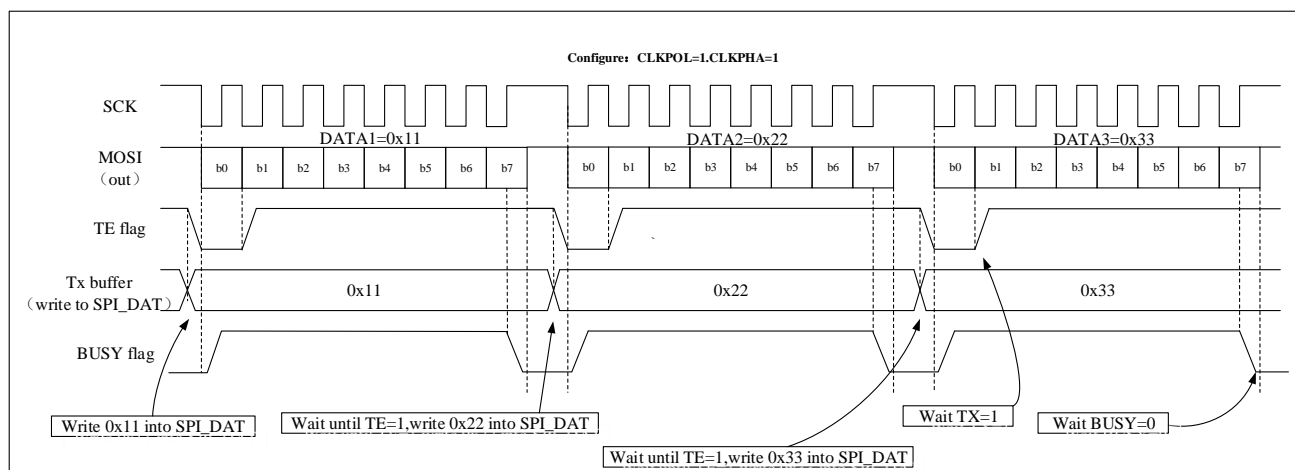 Configure：CLKPOL=1.CLKPHA=1
SCK
DATA1=0x11 DATA2=0x22 DATA3=0x33
MOSI
（out）
b0 b1 b2 b3 b4 b5 b6 b7 b0 b1 b2 b3 b4 b5 b6 b7 b0 b1 b2 b3 b4 b5 b6 b7
TE flag
Tx buffer
（write to SPI_DAT）
0x11 0x22 0x33
BUSY flag
Write 0x11 into SPI_DAT
Wait until TE=1,write 0x22 into SPI_DAT
Wait TX=1
Wait BUSY=0
Wait until TE=1,write 0x33 into SPI_DAT